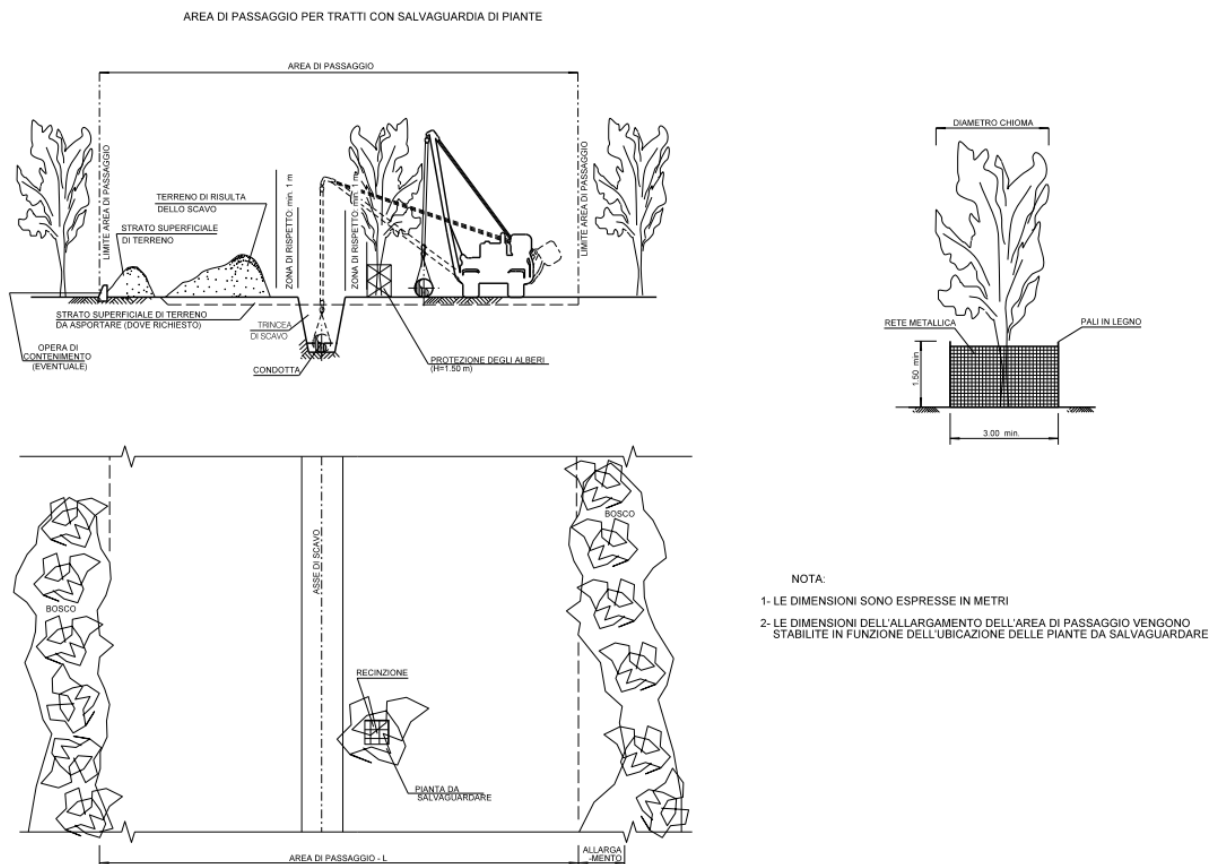 AREA DI PASSAGGIO PER TRATTI CON SALVAGUARDIA DI PIANTE
AREA DI PASSAGGIO
LIMITE AREA DI PASSAGGIO
TERRENO DI RISULTA
DELLO SCAVO
STRATO SUPERFICIALE
DI TERRENO
ZONA DI RISPETTO: min. 1 m
ZONA DI RISPETTO: min. 1 m
LIMITE AREA DI PASSAGGIO
STRATO SUPERFICIALE DI TERRENO
DA ASPORTARE (DOVE RICHIESTO)
TRINCEA
DI SCAVO
OPERA DI
CONTENIMENTO
(EVENTUALE)
CONDOTTA
PROTEZIONE DEGLI ALBERI
(H=1.50 m)
DIAMETRO CHIOMA
RETE METALLICA
PALI IN LEGNO
1.50 min.
3.00 min.
BOSCO
ASSE DI SCAVO
BOSCO
RECINZIONE
PIANTA DA
SALVAGUARDARE
AREA DI PASSAGGIO - L
ALLARGA
-MENTO
NOTA:
1- LE DIMENSIONI SONO ESPRESSE IN METRI
2- LE DIMENSIONI DELL'ALLARGAMENTO DELL'AREA DI PASSAGGIO VENGONO
STABILITE IN FUNZIONE DELL'UBICAZIONE DELLE PIANTE DA SALVAGUARDARE